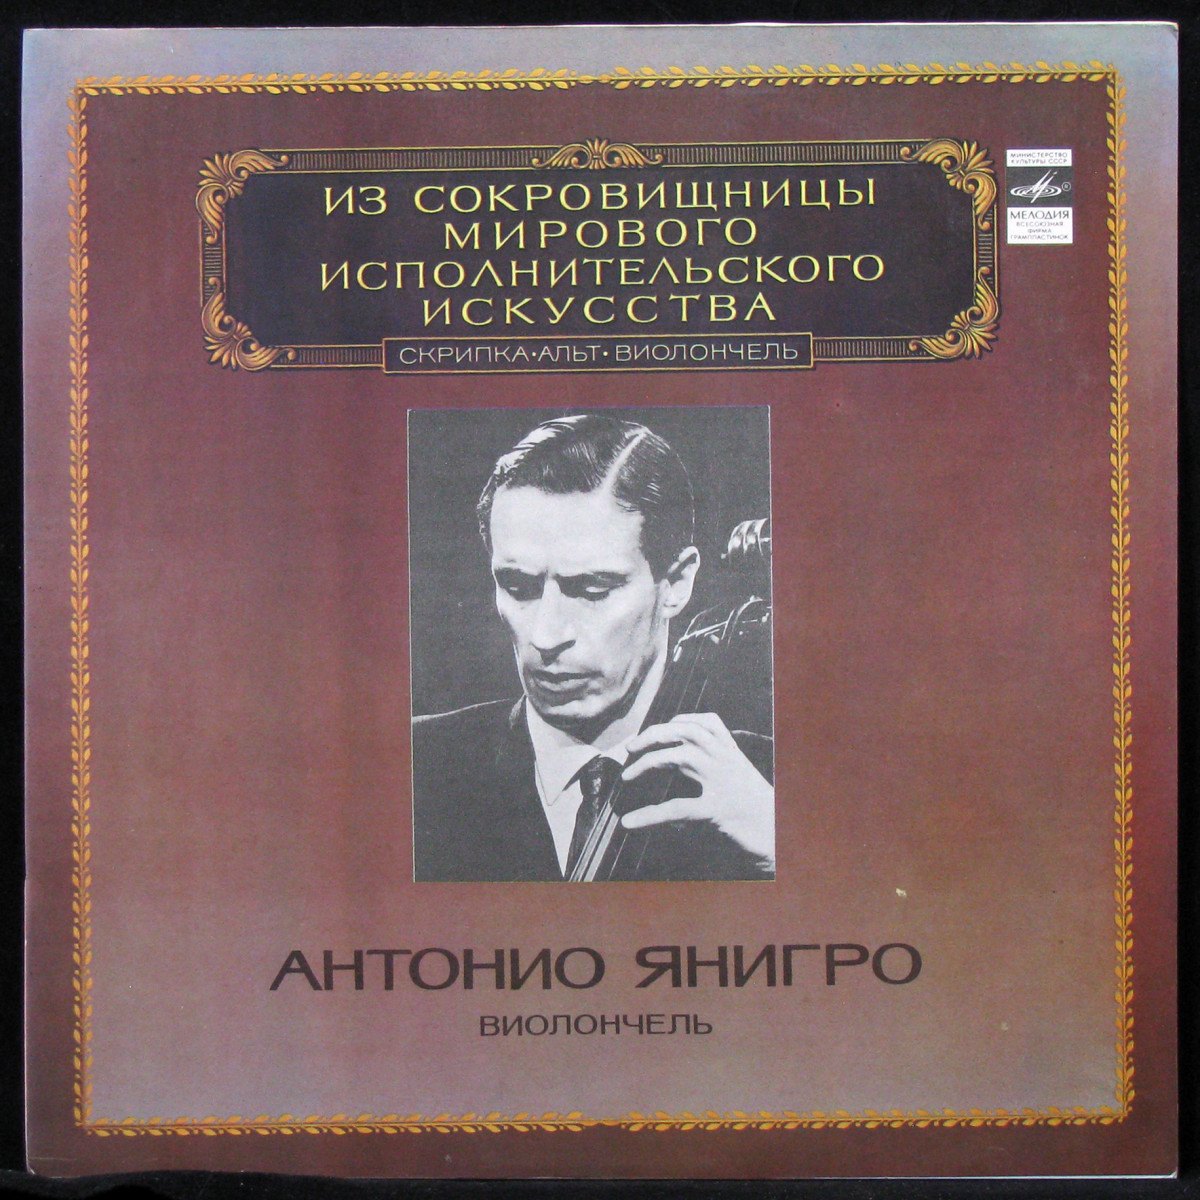 ИЗ СОКРОВИЩНИЦЫ
МИРОВОГО
ИСПОЛНИТЕЛЬСКОГО
ИСКУССТВА
СКРИПКА•АЛЬТ•ВИОЛОНЧЕЛЬ
МИНИСТЕРСТВО
КУЛЬТУРЫ СССР
®
МЕЛОДИЯ
ВСЕСОЮЗНАЯ
ФИРМА
ГРАМПЛАСТИНОК
АНТОНИО ЯНИГРО
ВИОЛОНЧЕЛЬ